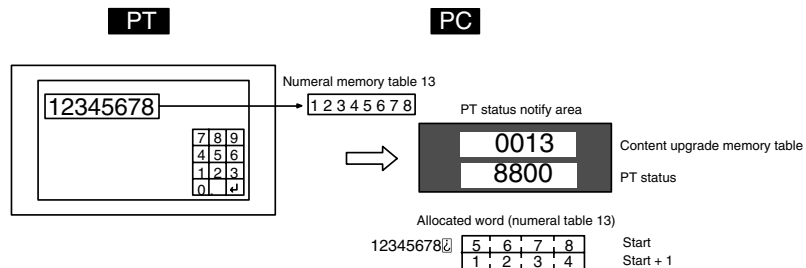 PT
PC
Numeral memory table 13
12345678
1 2 3 4 5 6 7 8
PT status notify area
7 8 9
4 5 6
1 2 3
0 . ↵
0013
Content upgrade memory table
8800
PT status
Allocated word (numeral table 13)
12345678¿
5 6 7 8
Start
1 2 3 4
Start + 1